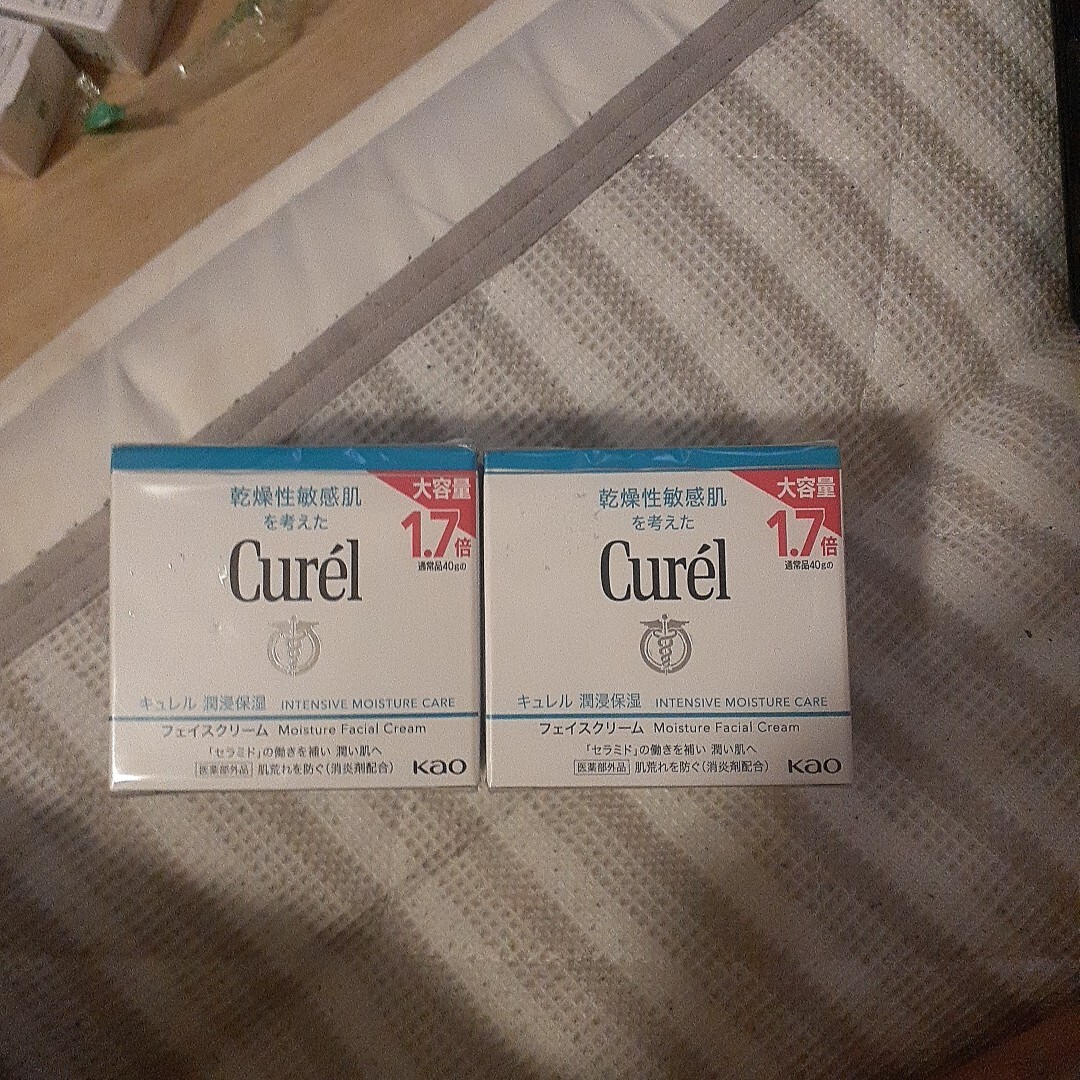 乾燥性敏感肌
を考えた
Curél
大容量
1.7倍
通常品40gの
キュレル 潤浸保湿 INTENSIVE MOISTURE CARE
フェイスクリーム Moisture Facial Cream
「セラミド」の働きを補い 潤い肌へ
医薬部外品 肌荒れを防ぐ(消炎剤配合)
Kao
乾燥性敏感肌
を考えた
Curél
大容量
1.7倍
通常品40gの
キュレル 潤浸保湿 INTENSIVE MOISTURE CARE
フェイスクリーム Moisture Facial Cream
「セラミド」の働きを補い 潤い肌へ
医薬部外品 肌荒れを防ぐ(消炎剤配合)
Kao